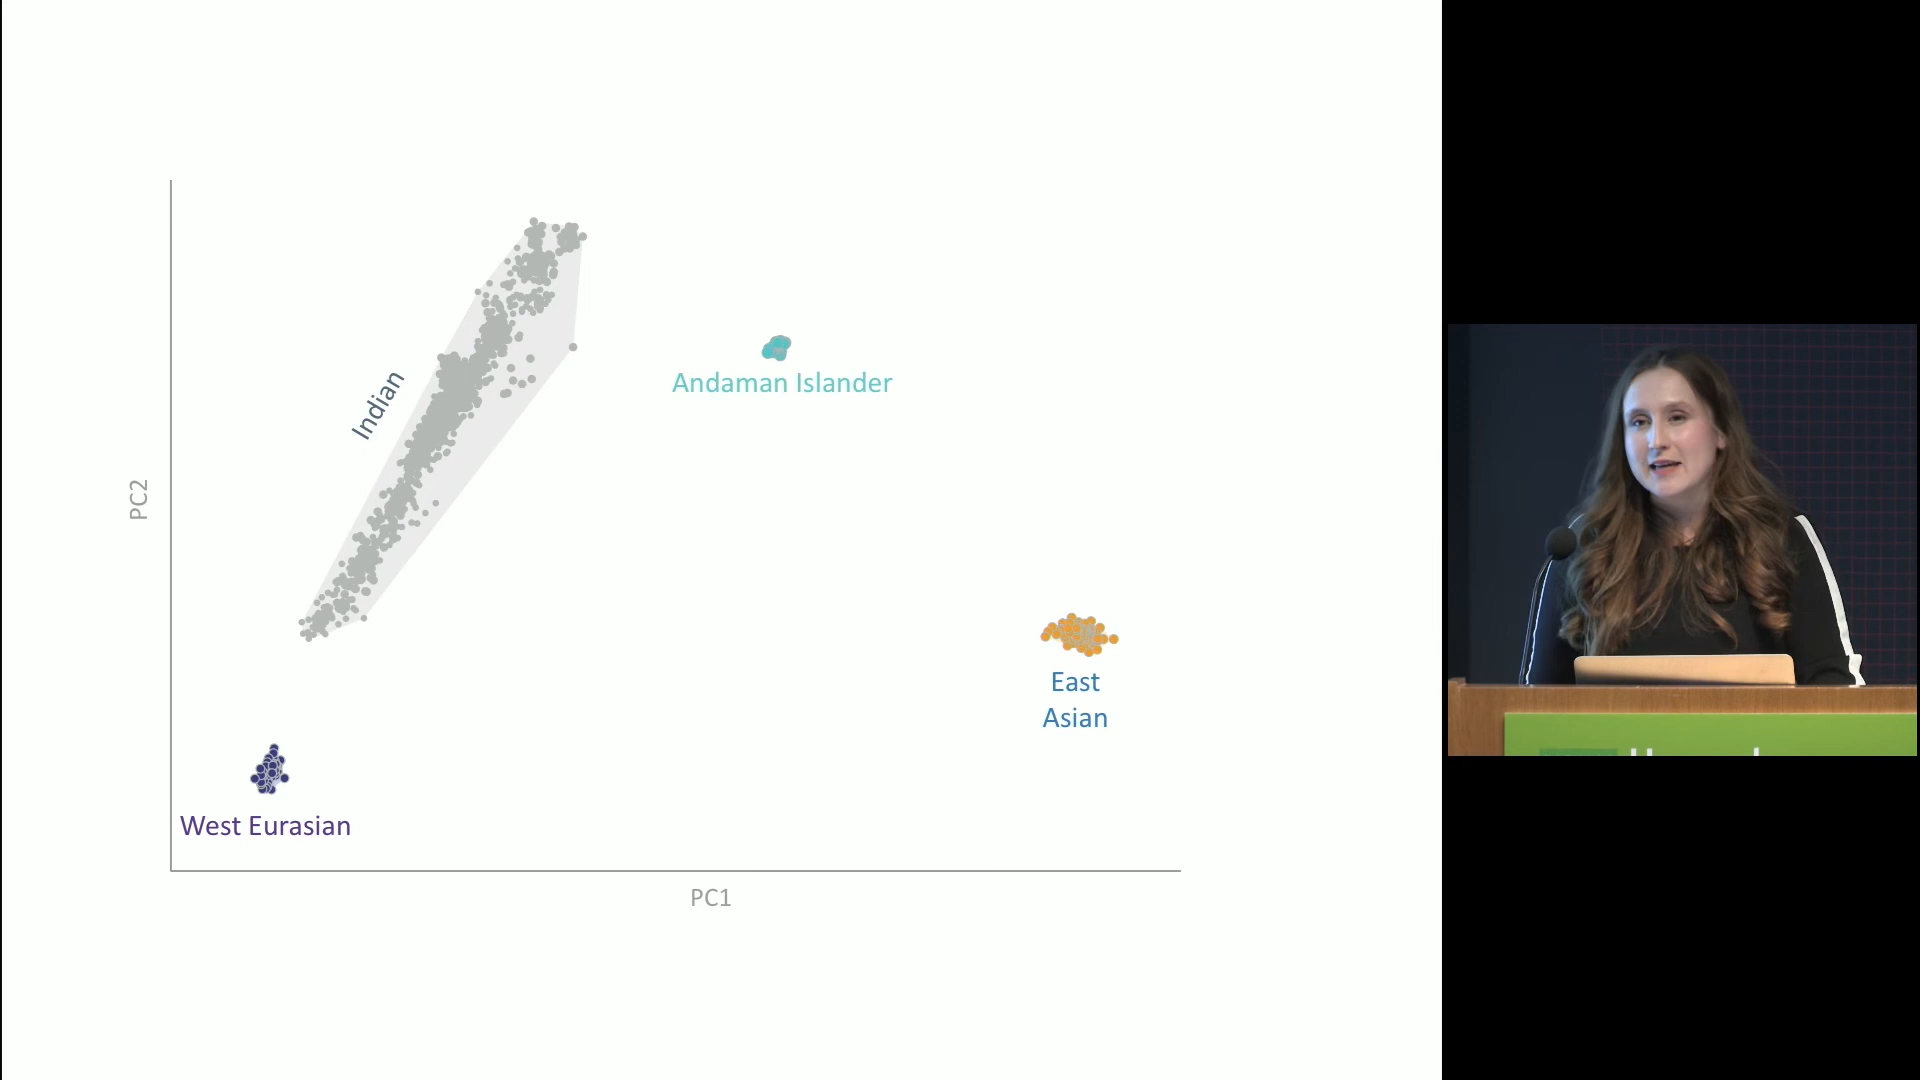 Indian
Andaman Islander
PC2
East
Asian
West Eurasian
PC1